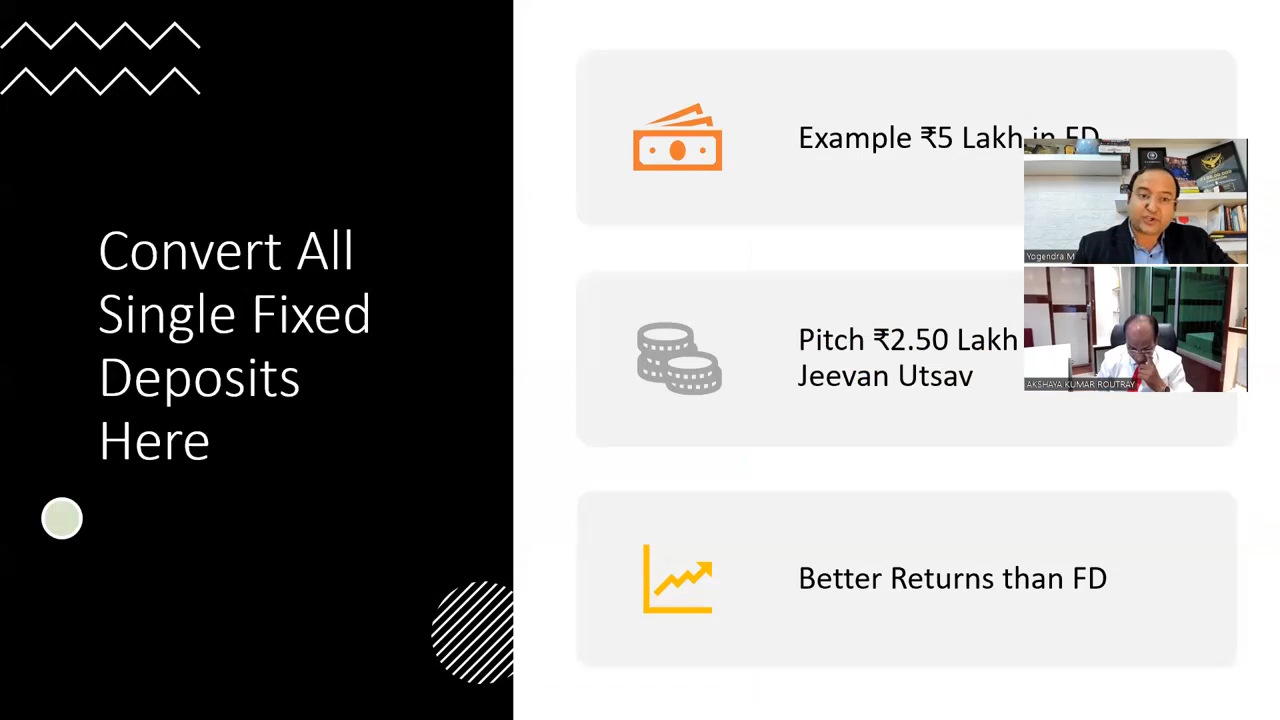 Convert All
Single Fixed
Deposits
Here
Example ₹5 Lakh in FD
Pitch ₹2.50 Lakh
Jeevan Utsav
Better Returns than FD
Yogendra
AKSHAYA KUMAR ROUTRAY